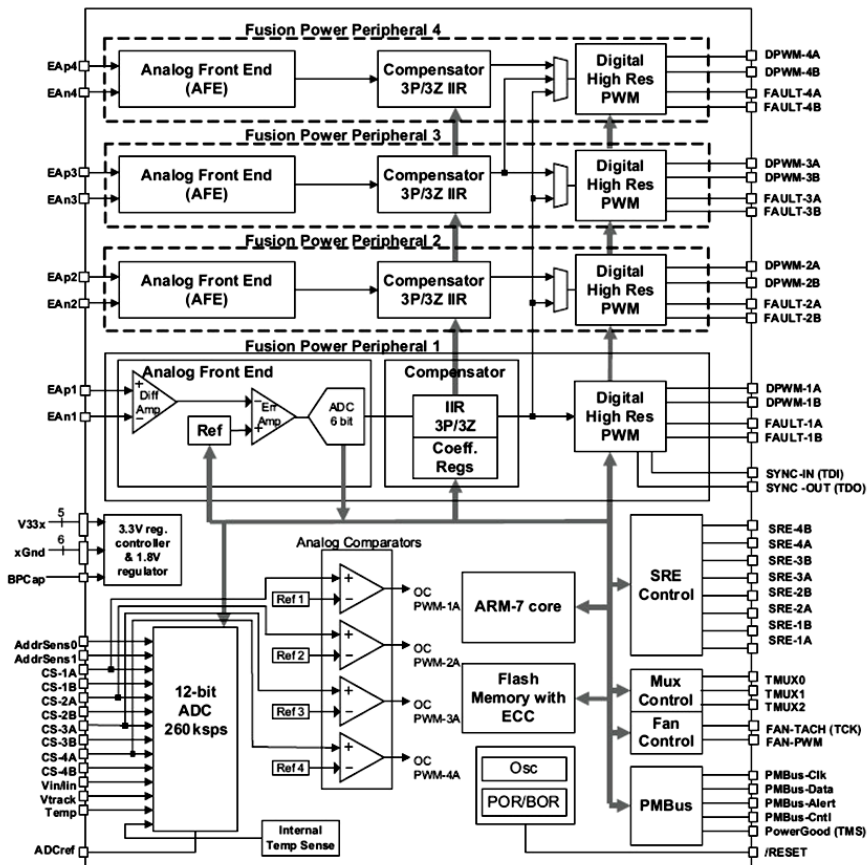 Fusion Power Peripheral 4
EAp4
EAn4
Analog Front End
(AFE)
Compensator
3P/3Z IIR
Digital
High Res
PWM
DPWM-4A
DPWM-4B
FAULT-4A
FAULT-4B
Fusion Power Peripheral 3
EAp3
EAn3
Analog Front End
(AFE)
Compensator
3P/3Z IIR
Digital
High Res
PWM
DPWM-3A
DPWM-3B
FAULT-3A
FAULT-3B
Fusion Power Peripheral 2
EAp2
EAn2
Analog Front End
(AFE)
Compensator
3P/3Z IIR
Digital
High Res
PWM
DPWM-2A
DPWM-2B
FAULT-2A
FAULT-2B
Fusion Power Peripheral 1
Analog Front End
Compensator
EAp1
EAn1
+
Diff
Amp
−
−
Err
Amp
+
Ref
ADC
6 bit
IIR
3P/3Z
Coeff.
Regs
Digital
High Res
PWM
DPWM-1A
DPWM-1B
FAULT-1A
FAULT-1B
SYNC-IN (TDI)
SYNC -OUT (TDO)
V33x
5
xGnd
6
BPCap
3.3V reg.
controller
& 1.8V
regulator
Analog Comparators
Ref 1
+
−
OC
PWM-1A
Ref 2
+
−
OC
PWM-2A
Ref 3
+
−
OC
PWM-3A
Ref 4
+
−
OC
PWM-4A
ARM-7 core
Flash
Memory with
ECC
Osc
POR/BOR
SRE
Control
SRE-4B
SRE-4A
SRE-3B
SRE-3A
SRE-2B
SRE-2A
SRE-1B
SRE-1A
Mux
Control
TMUX0
TMUX1
TMUX2
Fan
Control
FAN-TACH (TCK)
FAN-PWM
PMBus
PMBus-Clk
PMBus-Data
PMBus-Alert
PMBus-Cntl
PowerGood (TMS)
/RESET
AddrSens0
AddrSens1
CS-1A
CS-1B
CS-2A
CS-2B
CS-3A
CS-3B
CS-4A
CS-4B
Vin/Iin
Vtrack
Temp
ADCref
12-bit
ADC
260 ksps
Internal
Temp Sense